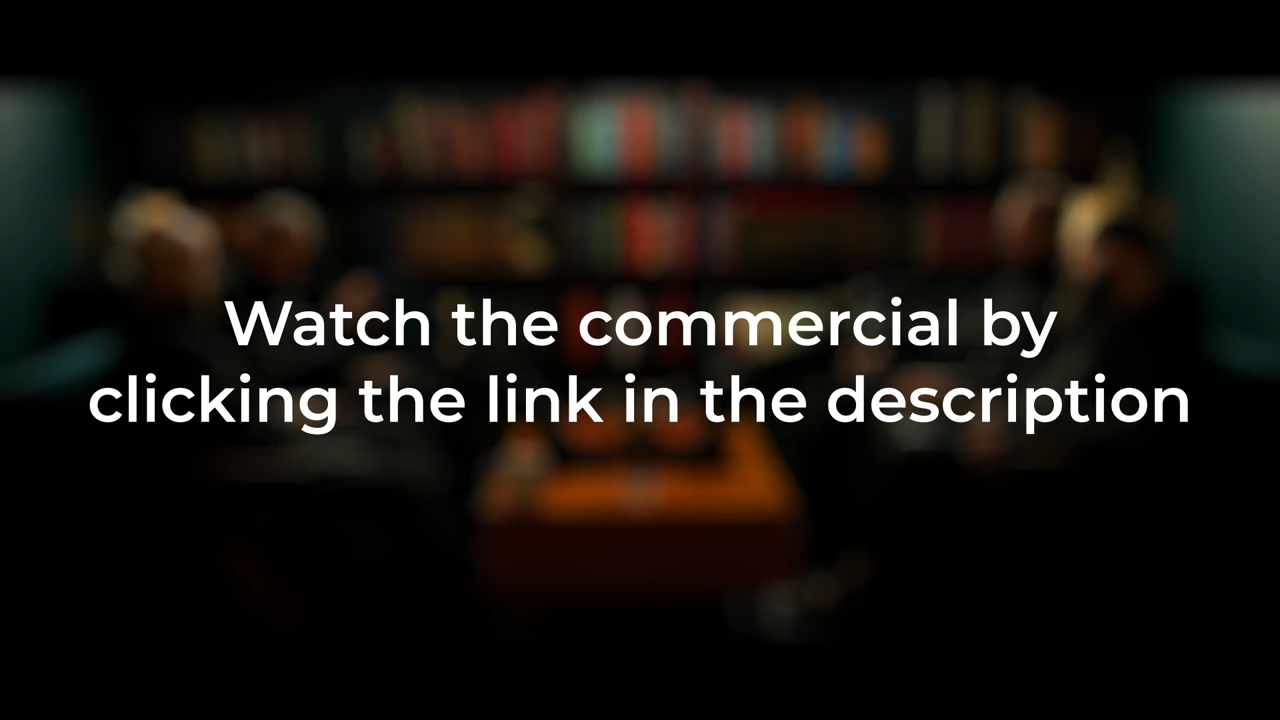 Watch the commercial by
clicking the link in the description